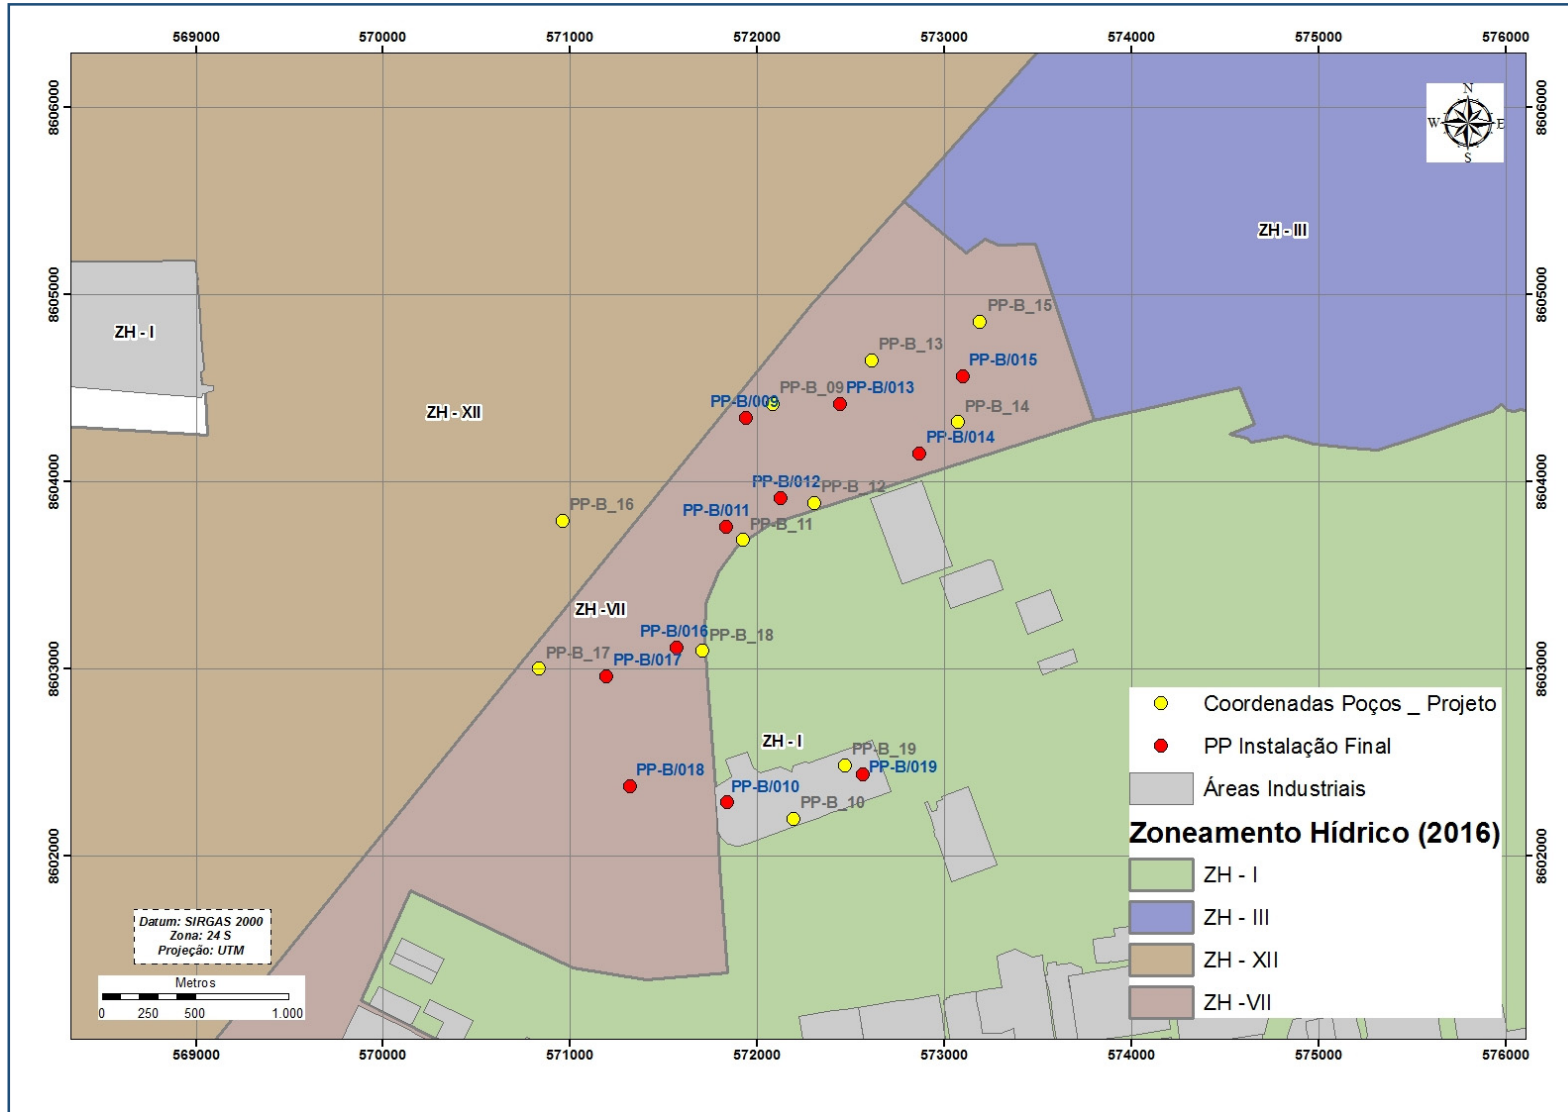 569000 570000 571000 572000 573000 574000 575000 576000
8606000 8606000
N
W E
S
ZH - III
8605000 8605000
PP-B_15
ZH - I
PP-B_13
PP-B/015
PP-B_09 PP-B/013
PP-B/009
ZH - XII
PP-B_14
PP-B/014
8604000 8604000
PP-B/012
PP-B_12
PP-B_16
PP-B/011
PP-B_11
ZH -VII
PP-B/016
PP-B_18
PP-B_17
PP-B/017
8603000 8603000
ZH - I
PP-B_19
PP-B/019
PP-B/018
PP-B/010
PP-B_10
8602000 8602000
Coordenadas Poços _ Projeto
PP Instalação Final
Áreas Industriais
Zoneamento Hídrico (2016)
ZH - I
ZH - III
ZH - XII
ZH -VII
Datum: SIRGAS 2000
Zona: 24 S
Projeção: UTM
Metros
0 250 500 1.000
569000 570000 571000 572000 573000 574000 575000 576000